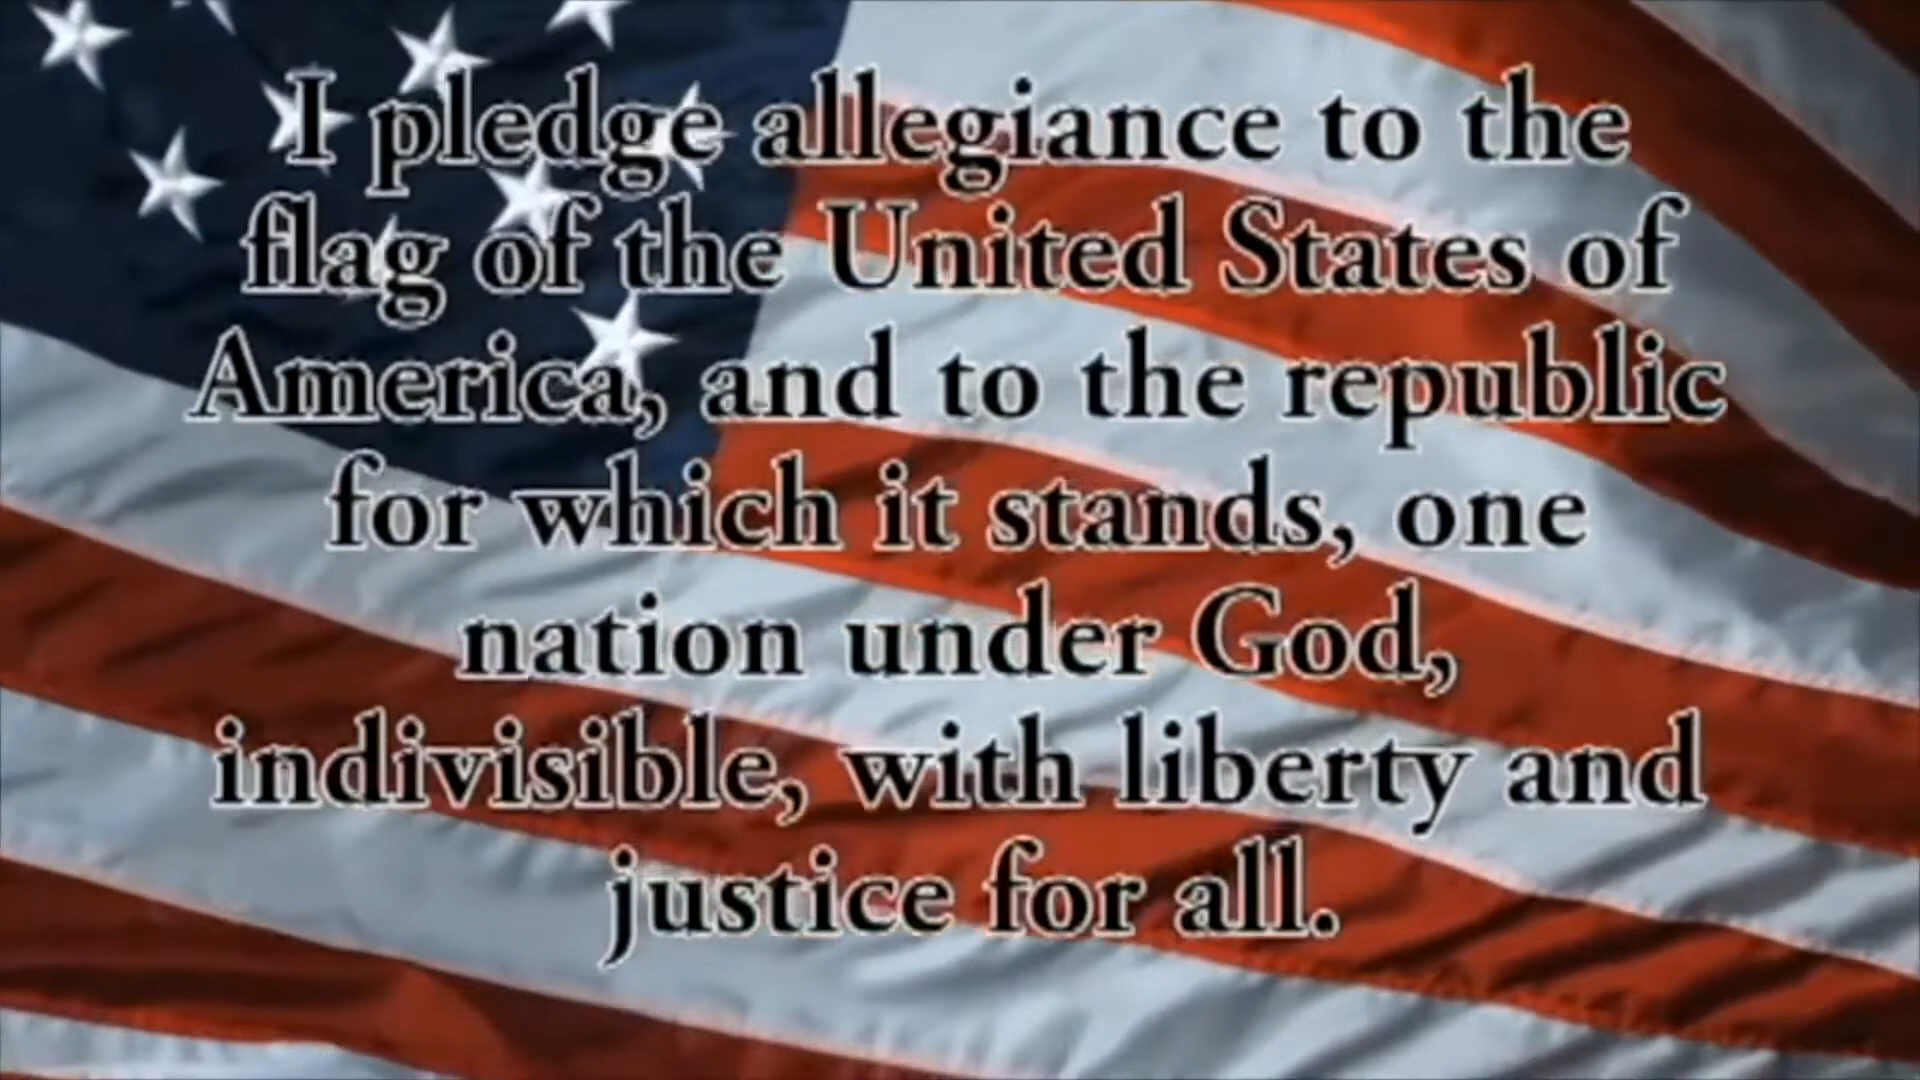 I pledge allegiance to the
flag of the United States of
America, and to the republic
for which it stands, one
nation under God,
indivisible, with liberty and
justice for all.